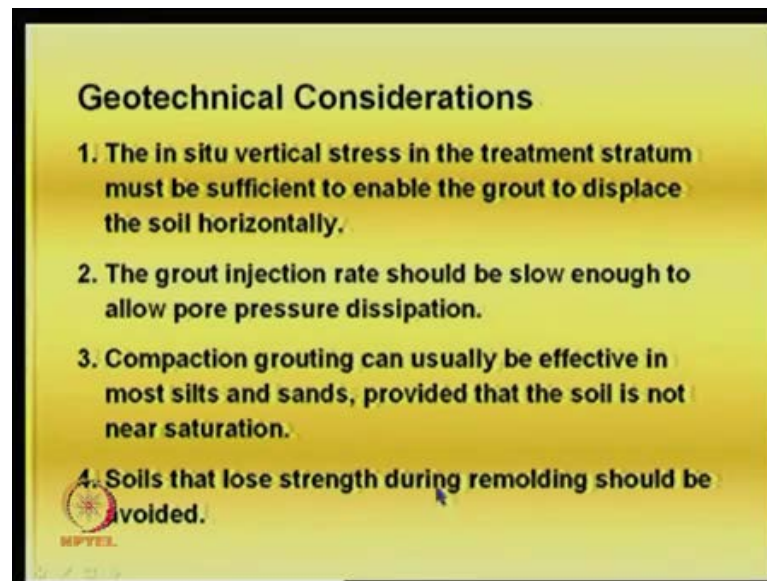 Geotechnical Considerations
1. The in situ vertical stress in the treatment stratum
must be sufficient to enable the grout to displace
the soil horizontally.
2. The grout injection rate should be slow enough to
allow pore pressure dissipation.
3. Compaction grouting can usually be effective in
most silts and sands, provided that the soil is not
near saturation.
4. Soils that lose strength during remolding should be
avoided.
NPTEL